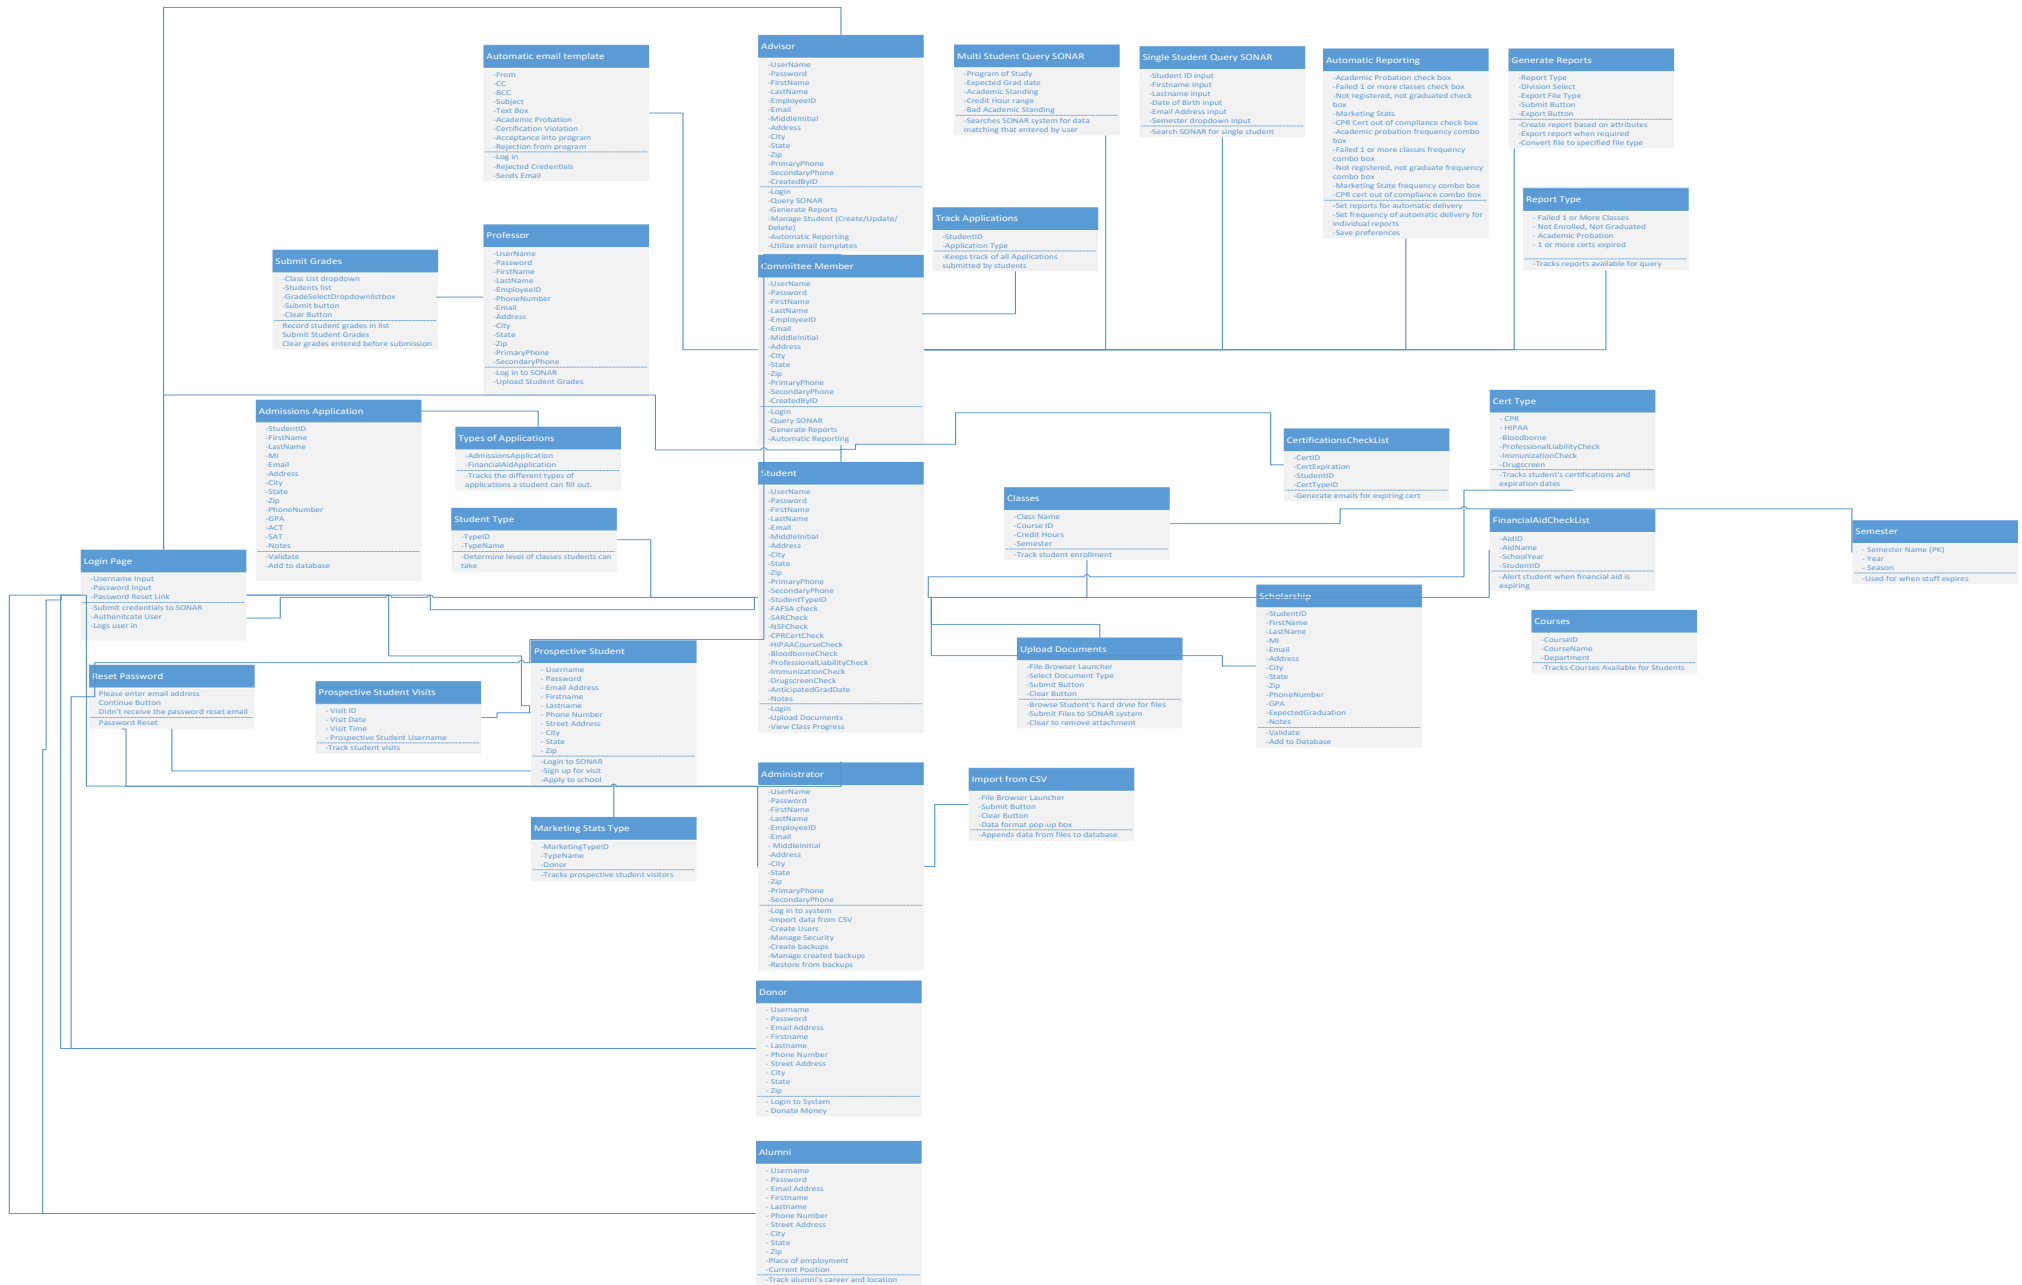 Advisor
-UserName
-Password
-FirstName
-LastName
-EmployeeID
-Email
-MiddleInitial
-Address
-City
-State
-Zip
-PrimaryPhone
-SecondaryPhone
-CreatedByID
-Login
-Query SONAR
-Generate Reports
-Manage Student (Create/Update/
Delete)
-Automatic Reporting
-Utilize email templates
Automatic email template
-From
-CC
-BCC
-Subject
-Text Box
-Academic Probation
-Certification Violation
-Acceptance into program
-Rejection from program
-Log in
-Rejected Credentials
-Sends Email
Multi Student Query SONAR
-Program of Study
-Expected Grad date
-Academic Standing
-Credit Hour range
-Bad Academic Standing
-Searches SONAR system for data
matching that entered by user
Single Student Query SONAR
-Student ID input
-Firstname input
-Lastname input
-Date of Birth input
-Email Address input
-Semester dropdown input
-Search SONAR for single student
Automatic Reporting
-Academic Probation check box
-Failed 1 or more classes check box
-Not registered, not graduated check
box
-Marketing Stats
-CPR Cert out of compliance check box
-Academic probation frequency combo
box
-Failed 1 or more classes frequency
combo box
-Not registered, not graduate frequency
combo box
-Marketing State frequency combo box
-CPR cert out of compliance combo box
-Set reports for automatic delivery
-Set frequency of automatic delivery for
individual reports
-Save preferences
Generate Reports
-Report Type
-Division Select
-Export File Type
-Submit Button
-Export Button
-Create report based on attributes
-Export report when required
-Convert file to specified file type
Report Type
- Failed 1 or More Classes
- Not Enrolled, Not Graduated
- Academic Probation
- 1 or more certs expired
-Tracks reports available for query
Track Applications
-StudentID
-Application Type
-Keeps track of all Applications
submitted by students
Professor
-UserName
-Password
-FirstName
-LastName
-EmployeeID
-PhoneNumber
-Email
-Address
-City
-State
-Zip
-PrimaryPhone
-SecondaryPhone
-Log in to SONAR
-Upload Student Grades
Submit Grades
-Class List dropdown
-Students list
-GradeSelectDropdownlistbox
-Submit button
-Clear Button
Record student grades in list
Submit Student Grades
Clear grades entered before submission
Committee Member
-UserName
-Password
-FirstName
-LastName
-EmployeeID
-Email
-MiddleInitial
-Address
-City
-State
-Zip
-PrimaryPhone
-SecondaryPhone
-CreatedByID
-Login
-Query SONAR
-Generate Reports
-Automatic Reporting
Admissions Application
-StudentID
-FirstName
-LastName
-MI
-Email
-Address
-City
-State
-Zip
-PhoneNumber
-GPA
-ACT
-SAT
-Notes
-Validate
-Add to database
Types of Applications
-AdmissionsApplication
-FinancialAidApplication
-Tracks the different types of
applications a student can fill out.
Student Type
-TypeID
-TypeName
-Determine level of classes students can
take
Cert Type
- CPR
- HIPAA
-Bloodborne
-ProfessionalLiabilityCheck
-ImmunizationCheck
-Drugscreen
-Tracks student's certifications and
expiration dates
CertificationsCheckList
-CertID
-CertExpiration
-StudentID
-CertTypeID
-Generate emails for expiring cert
Student
-UserName
-Password
-FirstName
-LastName
-Email
-MiddleInitial
-Address
-City
-State
-Zip
-PrimaryPhone
-SecondaryPhone
-StudentTypeID
-FAFSA check
-SARCheck
-NSFCheck
-CPRCertCheck
-HIPAACourseCheck
-BloodborneCheck
-ProfessionalLiabilityCheck
-ImmunizationCheck
-DrugscreenCheck
-AnticipatedGradDate
-Notes
-Login
-Upload Documents
-View Class Progress
Classes
-Class Name
-Course ID
-Credit Hours
-Semester
-Track student enrollment
FinancialAidCheckList
-AidID
-AidName
-SchoolYear
-StudentID
-Alert student when financial aid is
expiring
Semester
- Semester Name (PK)
- Year
- Season
-Used for when stuff expires
Login Page
-Username Input
-Password Input
-Password Reset Link
-Submit credentials to SONAR
-Authenitcate User
-Logs user in
Scholarship
-StudentID
-FirstName
-LastName
-MI
-Email
-Address
-City
-State
-Zip
-PhoneNumber
-GPA
-ExpectedGraduation
-Notes
-Validate
-Add to Database
Courses
-CourseID
-CourseName
-Department
-Tracks Courses Available for Students
Upload Documents
-File Browser Launcher
-Select Document Type
-Submit Button
-Clear Button
-Browse Student's hard drvie for files
-Submit Files to SONAR system
-Clear to remove attachment
Prospective Student
- Username
- Password
- Email Address
- Firstname
- Lastname
- Phone Number
- Street Address
- City
- State
- Zip
-Login to SONAR
-Sign up for visit
-Apply to school
Reset Password
Please enter email address
Continue Button
Didn't receive the password reset email
Password Reset
Prospective Student Visits
- Visit ID
- Visit Date
- Visit Time
- Prospective Student Username
-Track student visits
Administrator
-UserName
-Password
-FirstName
-LastName
-EmployeeID
-Email
- MiddleInitial
-Address
-City
-State
-Zip
-PrimaryPhone
-SecondaryPhone
-Log in to system
-Import data from CSV
-Create Users
-Manage Security
-Create backups
-Manage created backups
-Restore from backups
Import from CSV
-File Browser Launcher
-Submit Button
-Clear Button
-Data format pop-up box
-Appends data from files to database
Marketing Stats Type
-MarketingTypeID
-TypeName
-Donor
-Tracks prospective student visitors
Donor
- Username
- Password
- Email Address
- Firstname
- Lastname
- Phone Number
- Street Address
- City
- State
- Zip
- Login to System
- Donate Money
Alumni
- Username
- Password
- Email Address
- Firstname
- Lastname
- Phone Number
- Street Address
- City
- State
- Zip
-Place of employment
-Current Position
-Track alumni's career and location